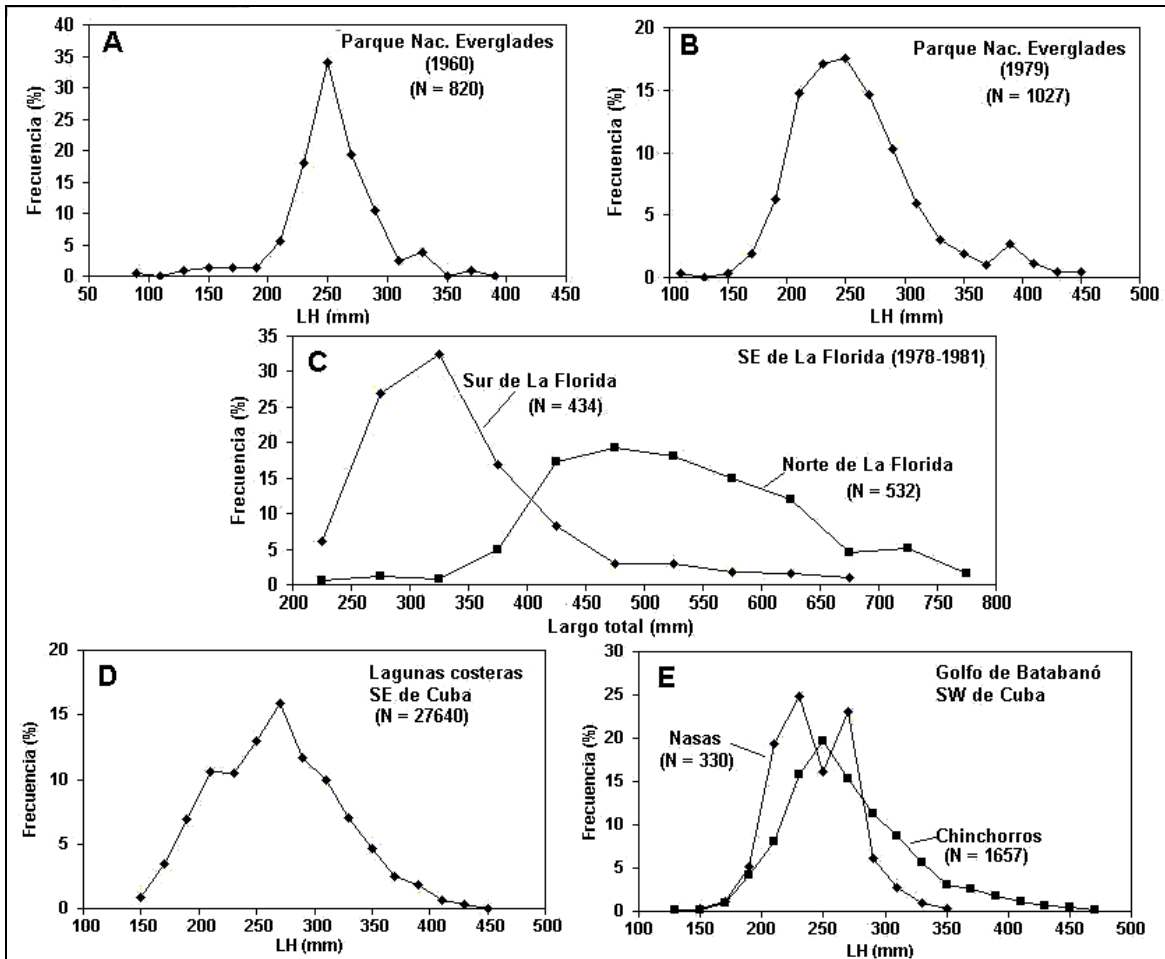 A
Parque Nac. Everglades
(1960)
(N = 820)
Frecuencia (%)
40
35
30
25
20
15
10
5
0
50 100 150 200 250 300 350 400 450
LH (mm)
B
Parque Nac. Everglades
(1979)
(N = 1027)
Frecuencia (%)
20
15
10
5
0
100 150 200 250 300 350 400 450 500
LH (mm)
C
SE de La Florida (1978-1981)
Sur de La Florida
(N = 434)
Norte de La Florida
(N = 532)
Frecuencia (%)
35
30
25
20
15
10
5
0
200 250 300 350 400 450 500 550 600 650 700 750 800
Largo total (mm)
D
Lagunas costeras
SE de Cuba
(N = 27640)
Frecuencia (%)
20
15
10
5
0
100 150 200 250 300 350 400 450 500
LH (mm)
E
Golfo de Batabanó
SW de Cuba
Nasas
(N = 330)
Chinchorros
(N = 1657)
Frecuencia (%)
30
25
20
15
10
5
0
100 150 200 250 300 350 400 450 500
LH (mm)